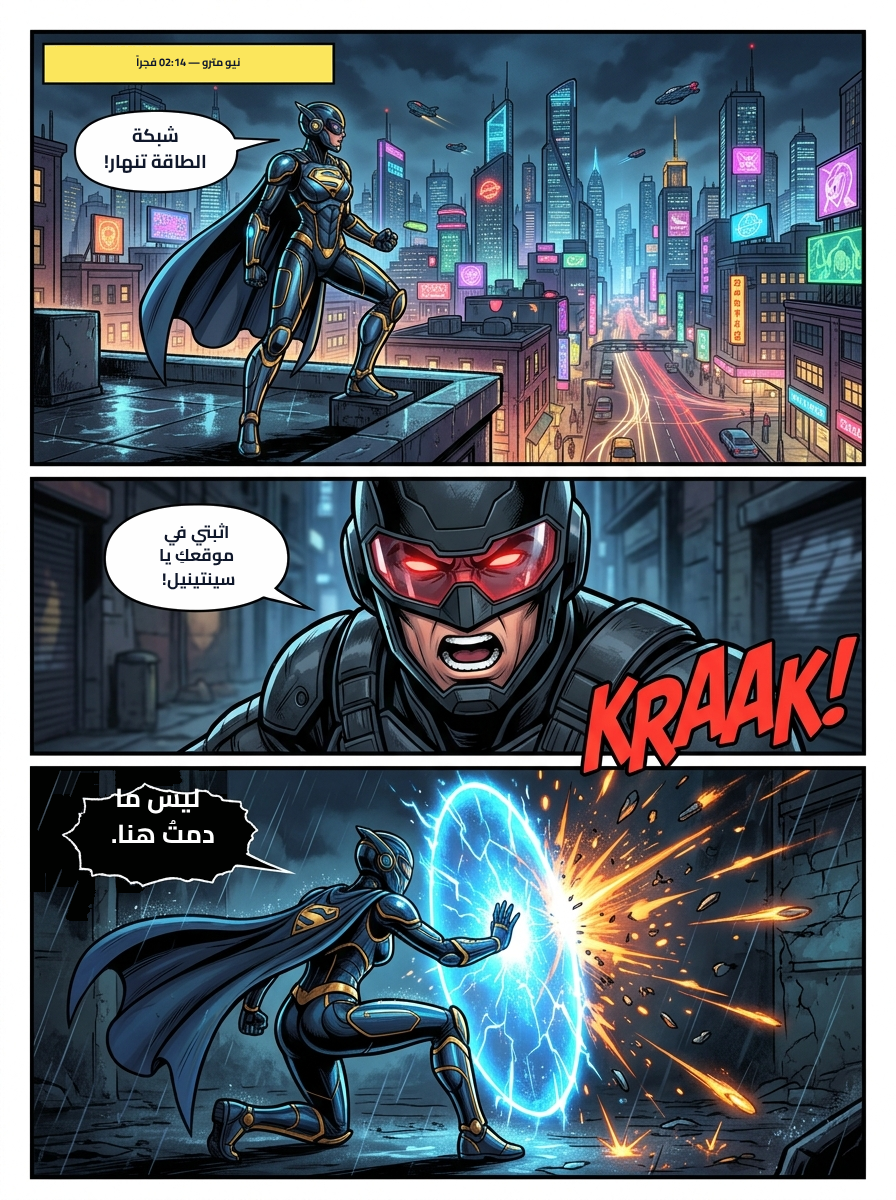 نيو مترو — 02:14 فجراً
شبكة
الطاقة تنهار!
اثبتي في
موقعكِ يا
سينتينيل!
KRAAK!
ليس ما
دمتُ هنا.